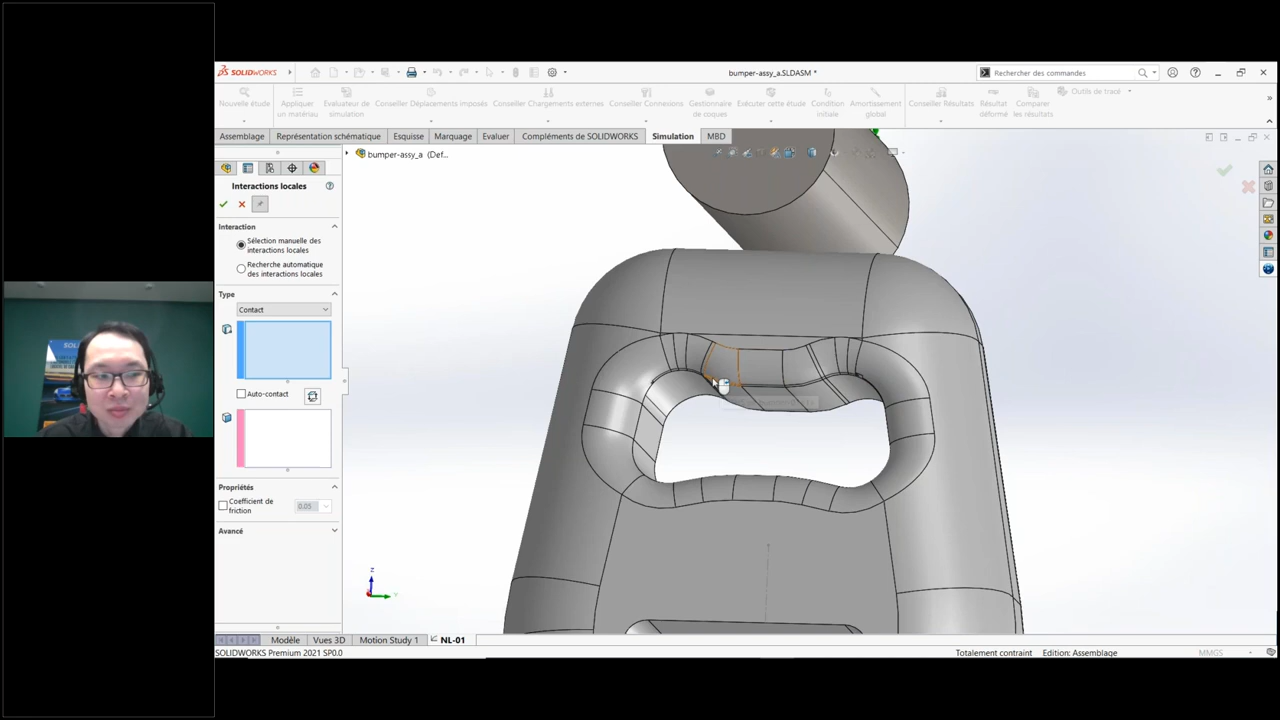 SOLIDWORKS
bumper-assy_a.SLDASM *
Rechercher des commandes
Nouvelle étude
Appliquer un matériau
Evaluateur de simulation
Conseiller
Déplacements imposés
Conseiller
Chargements externes
Conseiller
Connexions
Gestionnaire de coques
Exécuter cette étude
Condition initiale
Amortissement global
Conseiller Résultats
Résultat déformé
Comparer les résultats
Outils de tracé
Assemblage
Représentation schématique
Esquisse
Marquage
Evaluer
Compléments de SOLIDWORKS
Simulation
MBD
bumper-assy_a (Def...
Interactions locales
Interaction
Sélection manuelle des
interactions locales
Recherche automatique
des interactions locales
Type
Contact
Auto-contact
Propriétés
Coefficient de
friction
0.05
Avancé
Z
Y
Modèle
Vues 3D
Motion Study 1
NL-01
SOLIDWORKS Premium 2021 SP0.0
Totalement contraint
Edition: Assemblage
MMGS